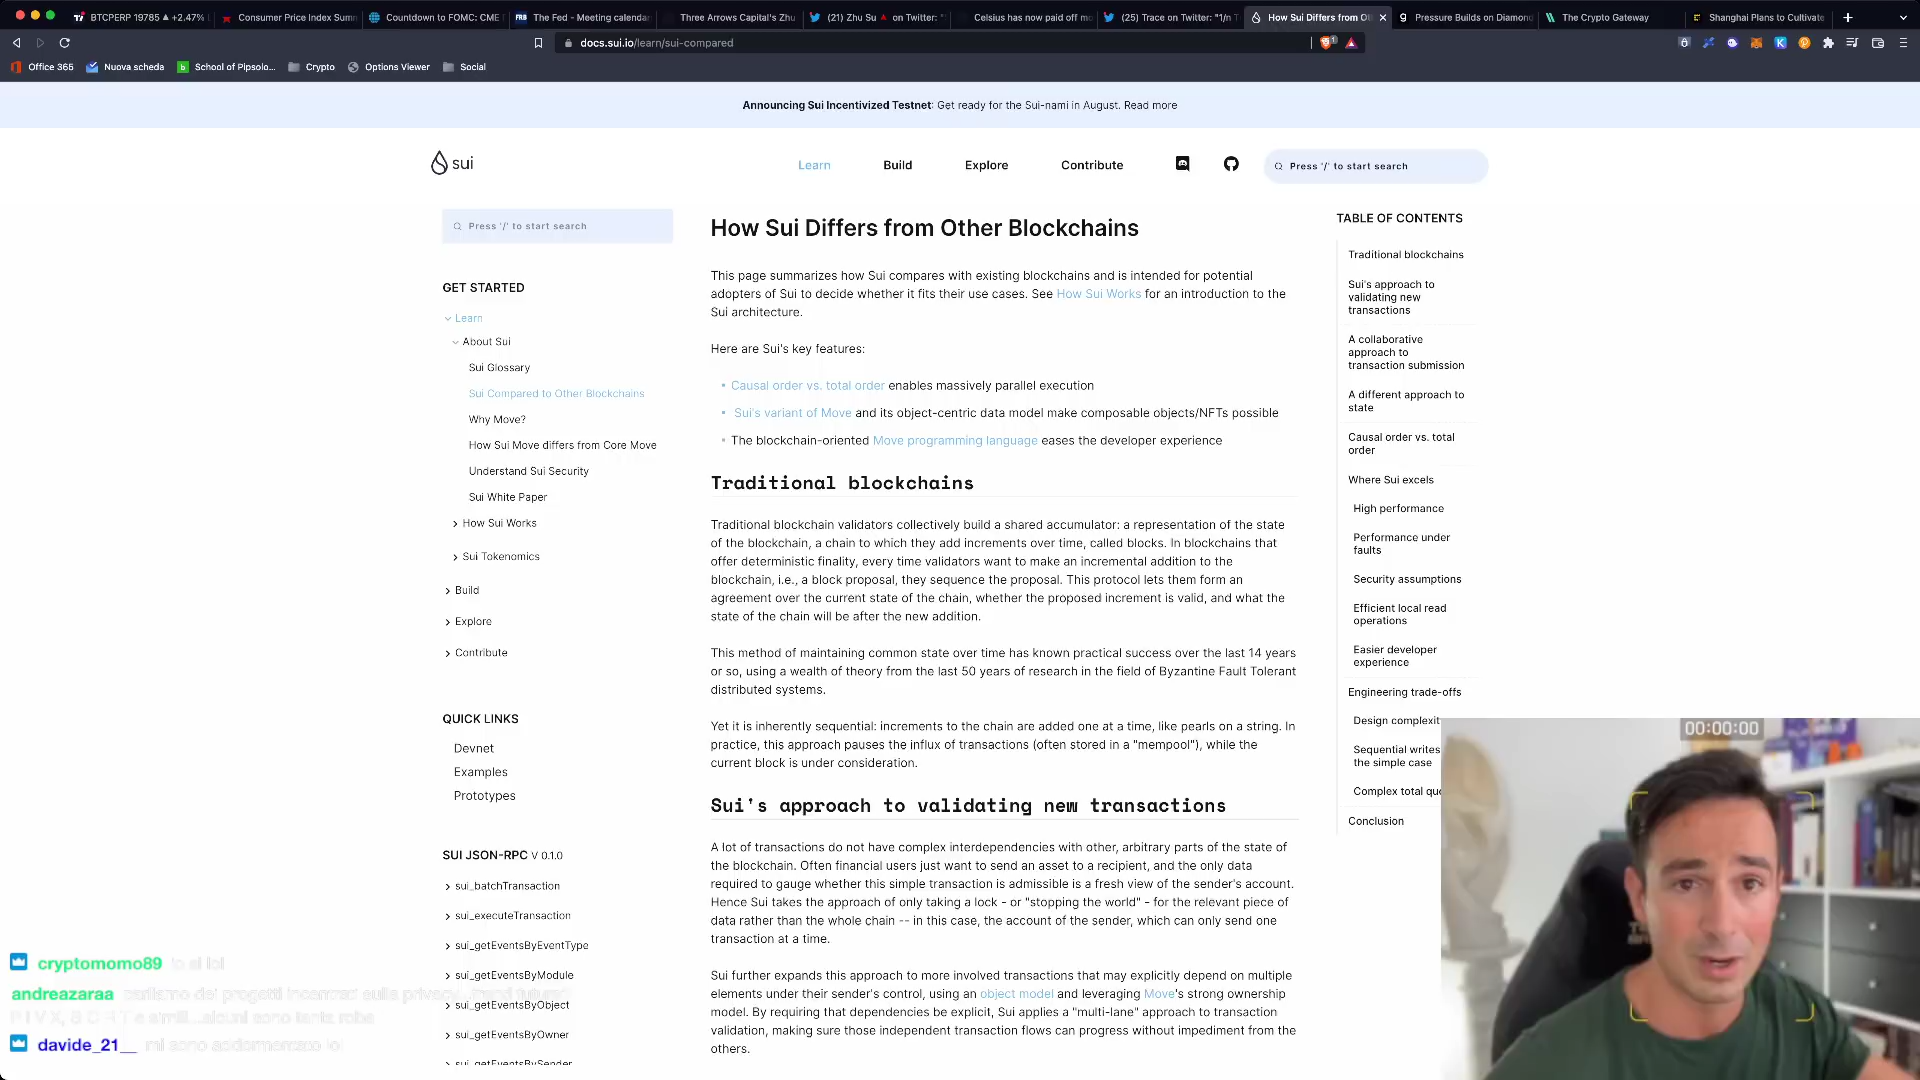 BTCPERP 19785 ▲ +2.47%
Consumer Price Index Summ
Countdown to FOMC: CME
The Fed - Meeting calendar
Three Arrows Capital's Zhu
(21) Zhu Su on Twitter: "
Celsius has now paid off mo
(25) Trace on Twitter: "1/n T
How Sui Differs from Ot
Pressure Builds on Diamond
The Crypto Gateway
Shanghai Plans to Cultivate
docs.sui.io/learn/sui-compared
Office 365
Nuova scheda
School of Pipsolo...
Crypto
Options Viewer
Social
Announcing Sui Incentivized Testnet: Get ready for the Sui-nami in August. Read more
sui
Learn
Build
Explore
Contribute
Press '/' to start search
Press '/' to start search
GET STARTED
Learn
About Sui
Sui Glossary
Sui Compared to Other Blockchains
Why Move?
How Sui Move differs from Core Move
Understand Sui Security
Sui White Paper
How Sui Works
Sui Tokenomics
Build
Explore
Contribute
QUICK LINKS
Devnet
Examples
Prototypes
SUI JSON-RPC V 0.1.0
sui_batchTransaction
sui_executeTransaction
sui_getEventsByEventType
sui_getEventsByModule
sui_getEventsByObject
sui_getEventsByOwner
sui_getEventsBySender
How Sui Differs from Other Blockchains
This page summarizes how Sui compares with existing blockchains and is intended for potential
adopters of Sui to decide whether it fits their use cases. See How Sui Works for an introduction to the
Sui architecture.
Here are Sui's key features:
• Causal order vs. total order enables massively parallel execution
• Sui's variant of Move and its object-centric data model make composable objects/NFTs possible
• The blockchain-oriented Move programming language eases the developer experience
Traditional blockchains
Traditional blockchain validators collectively build a shared accumulator: a representation of the state
of the blockchain, a chain to which they add increments over time, called blocks. In blockchains that
offer deterministic finality, every time validators want to make an incremental addition to the
blockchain, i.e., a block proposal, they sequence the proposal. This protocol lets them form an
agreement over the current state of the chain, whether the proposed increment is valid, and what the
state of the chain will be after the new addition.
This method of maintaining common state over time has known practical success over the last 14 years
or so, using a wealth of theory from the last 50 years of research in the field of Byzantine Fault Tolerant
distributed systems.
Yet it is inherently sequential: increments to the chain are added one at a time, like pearls on a string. In
practice, this approach pauses the influx of transactions (often stored in a "mempool"), while the
current block is under consideration.
Sui's approach to validating new transactions
A lot of transactions do not have complex interdependencies with other, arbitrary parts of the state of
the blockchain. Often financial users just want to send an asset to a recipient, and the only data
required to gauge whether this simple transaction is admissible is a fresh view of the sender's account.
Hence Sui takes the approach of only taking a lock - or "stopping the world" - for the relevant piece of
data rather than the whole chain -- in this case, the account of the sender, which can only send one
transaction at a time.
Sui further expands this approach to more involved transactions that may explicitly depend on multiple
elements under their sender's control, using an object model and leveraging Move's strong ownership
model. By requiring that dependencies be explicit, Sui applies a "multi-lane" approach to transaction
validation, making sure those independent transaction flows can progress without impediment from the
others.
TABLE OF CONTENTS
Traditional blockchains
Sui's approach to
validating new
transactions
A collaborative
approach to
transaction submission
A different approach to
state
Causal order vs. total
order
Where Sui excels
High performance
Performance under
faults
Security assumptions
Efficient local read
operations
Easier developer
experience
Engineering trade-offs
Design complexit
Sequential writes
the simple case
Complex total qu
Conclusion
00:00:00
cryptomomo89 lo si lol
andreazaraa parliamo dei progetti incentrati sulla privacy
davide_21__ mi sono addormentato lol